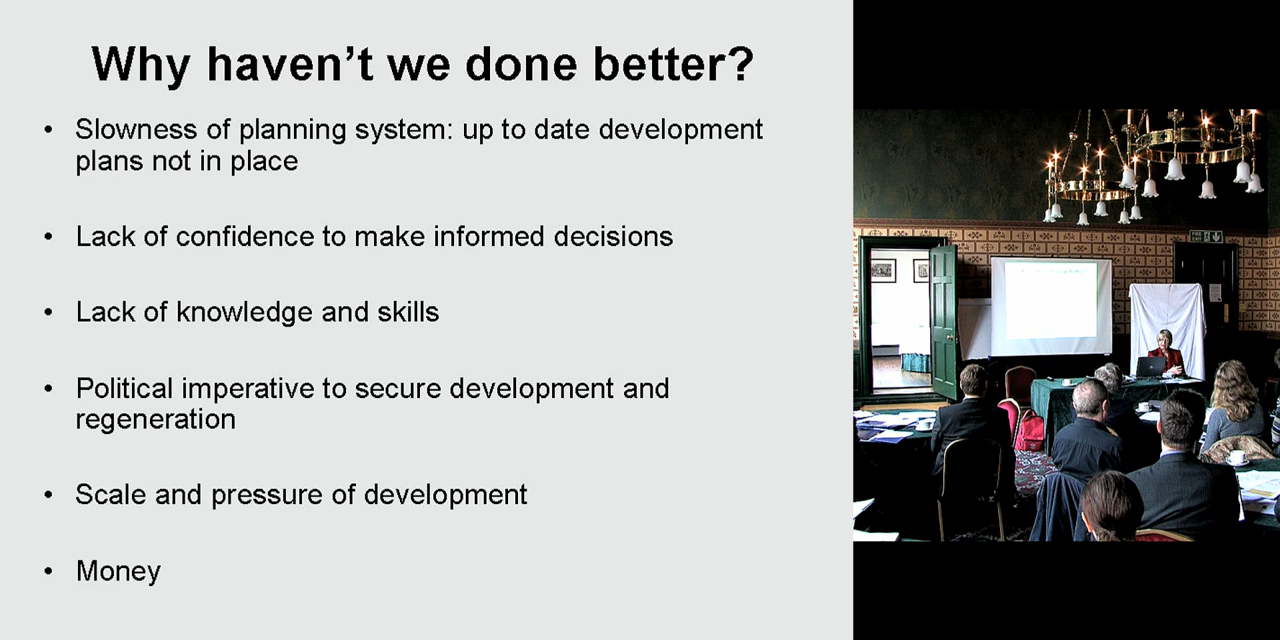 Why haven’t we done better?
• Slowness of planning system: up to date development
plans not in place
• Lack of confidence to make informed decisions
• Lack of knowledge and skills
• Political imperative to secure development and
regeneration
• Scale and pressure of development
• Money